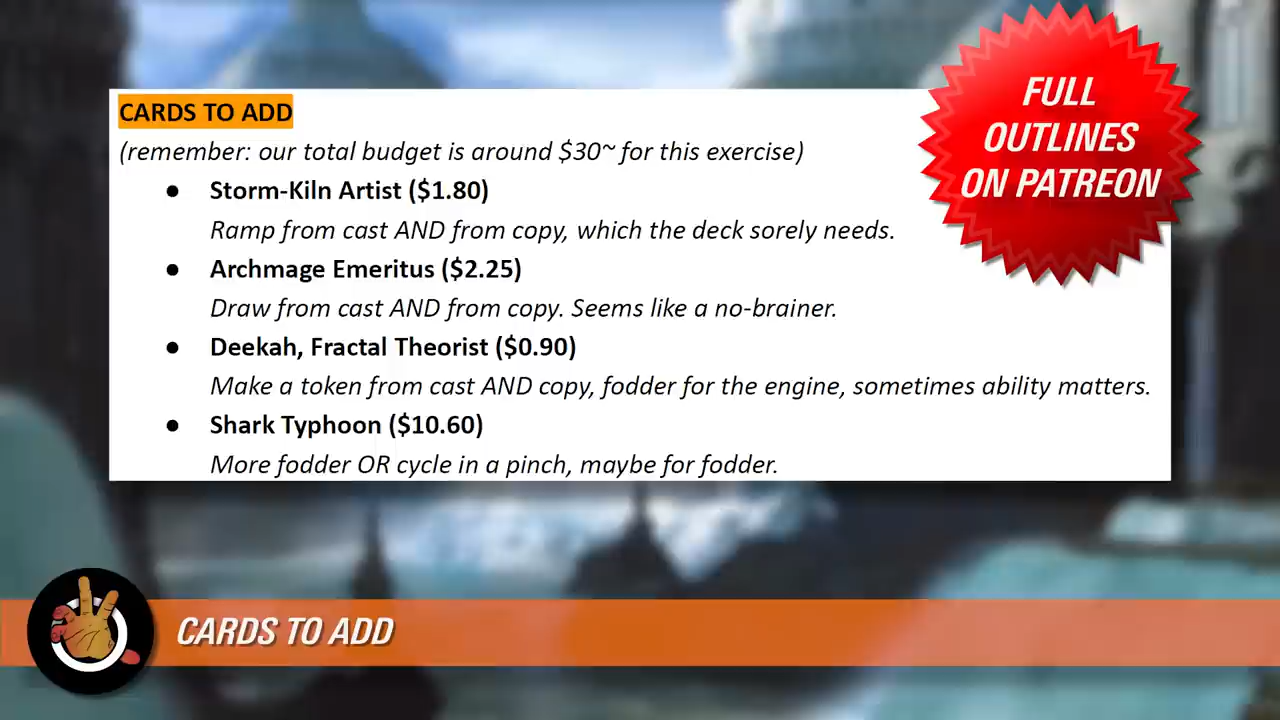 CARDS TO ADD
(remember: our total budget is around $30~ for this exercise)
● Storm-Kiln Artist ($1.80)
Ramp from cast AND from copy, which the deck sorely needs.
● Archmage Emeritus ($2.25)
Draw from cast AND from copy. Seems like a no-brainer.
● Deekah, Fractal Theorist ($0.90)
Make a token from cast AND copy, fodder for the engine, sometimes ability matters.
● Shark Typhoon ($10.60)
More fodder OR cycle in a pinch, maybe for fodder.
FULL
OUTLINES
ON PATREON
CARDS TO ADD